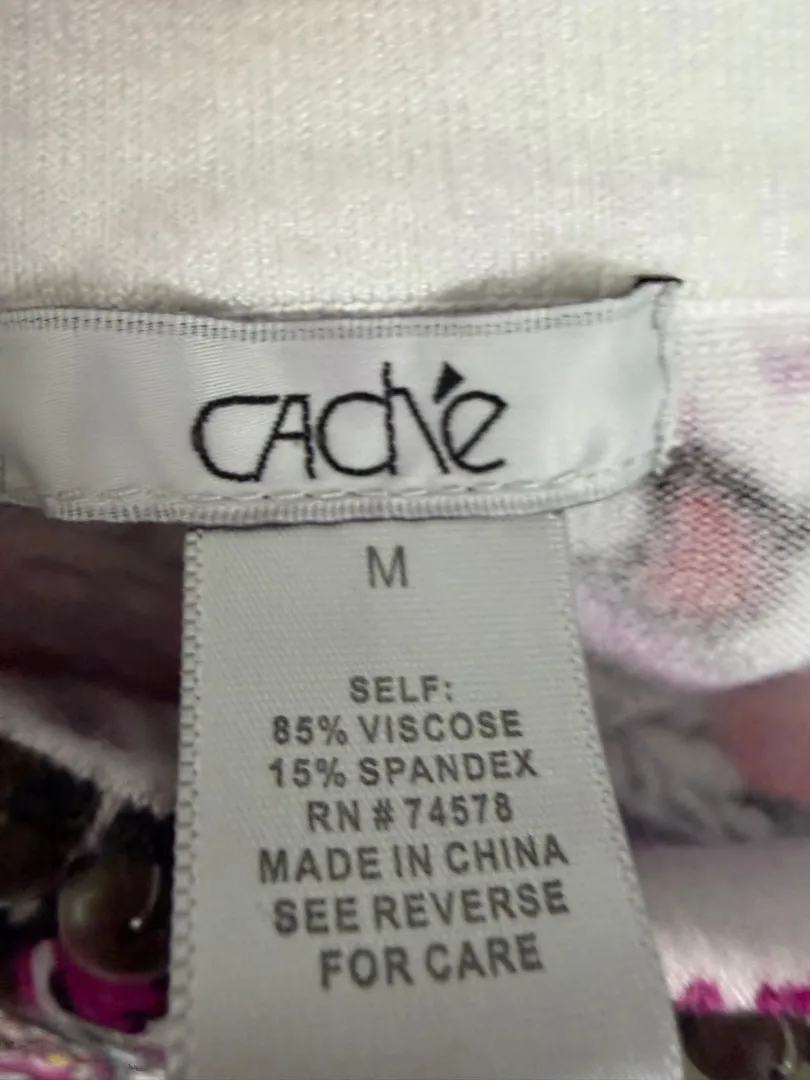 CACHÉ
M
SELF:
85% VISCOSE
15% SPANDEX
RN # 74578
MADE IN CHINA
SEE REVERSE
FOR CARE